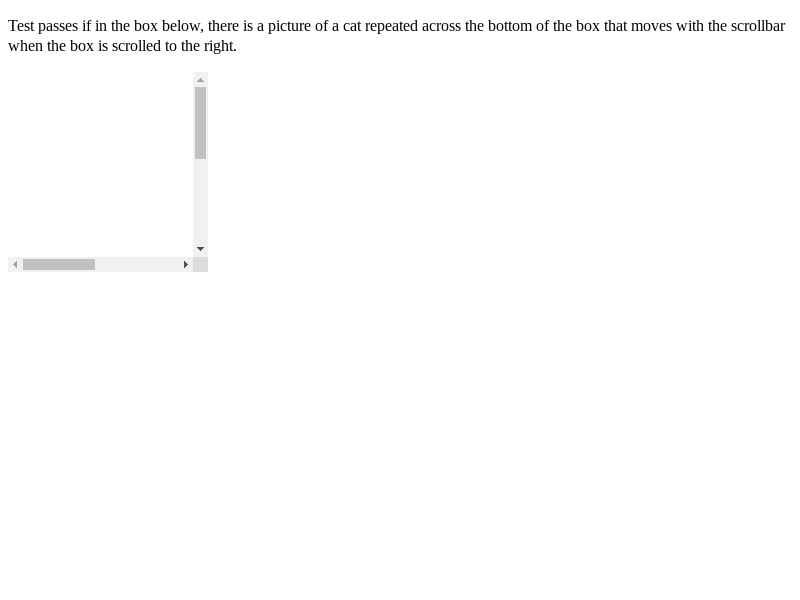 Test passes if in the box below, there is a picture of a cat repeated across the bottom of the box that moves with the scrollbar
when the box is scrolled to the right.